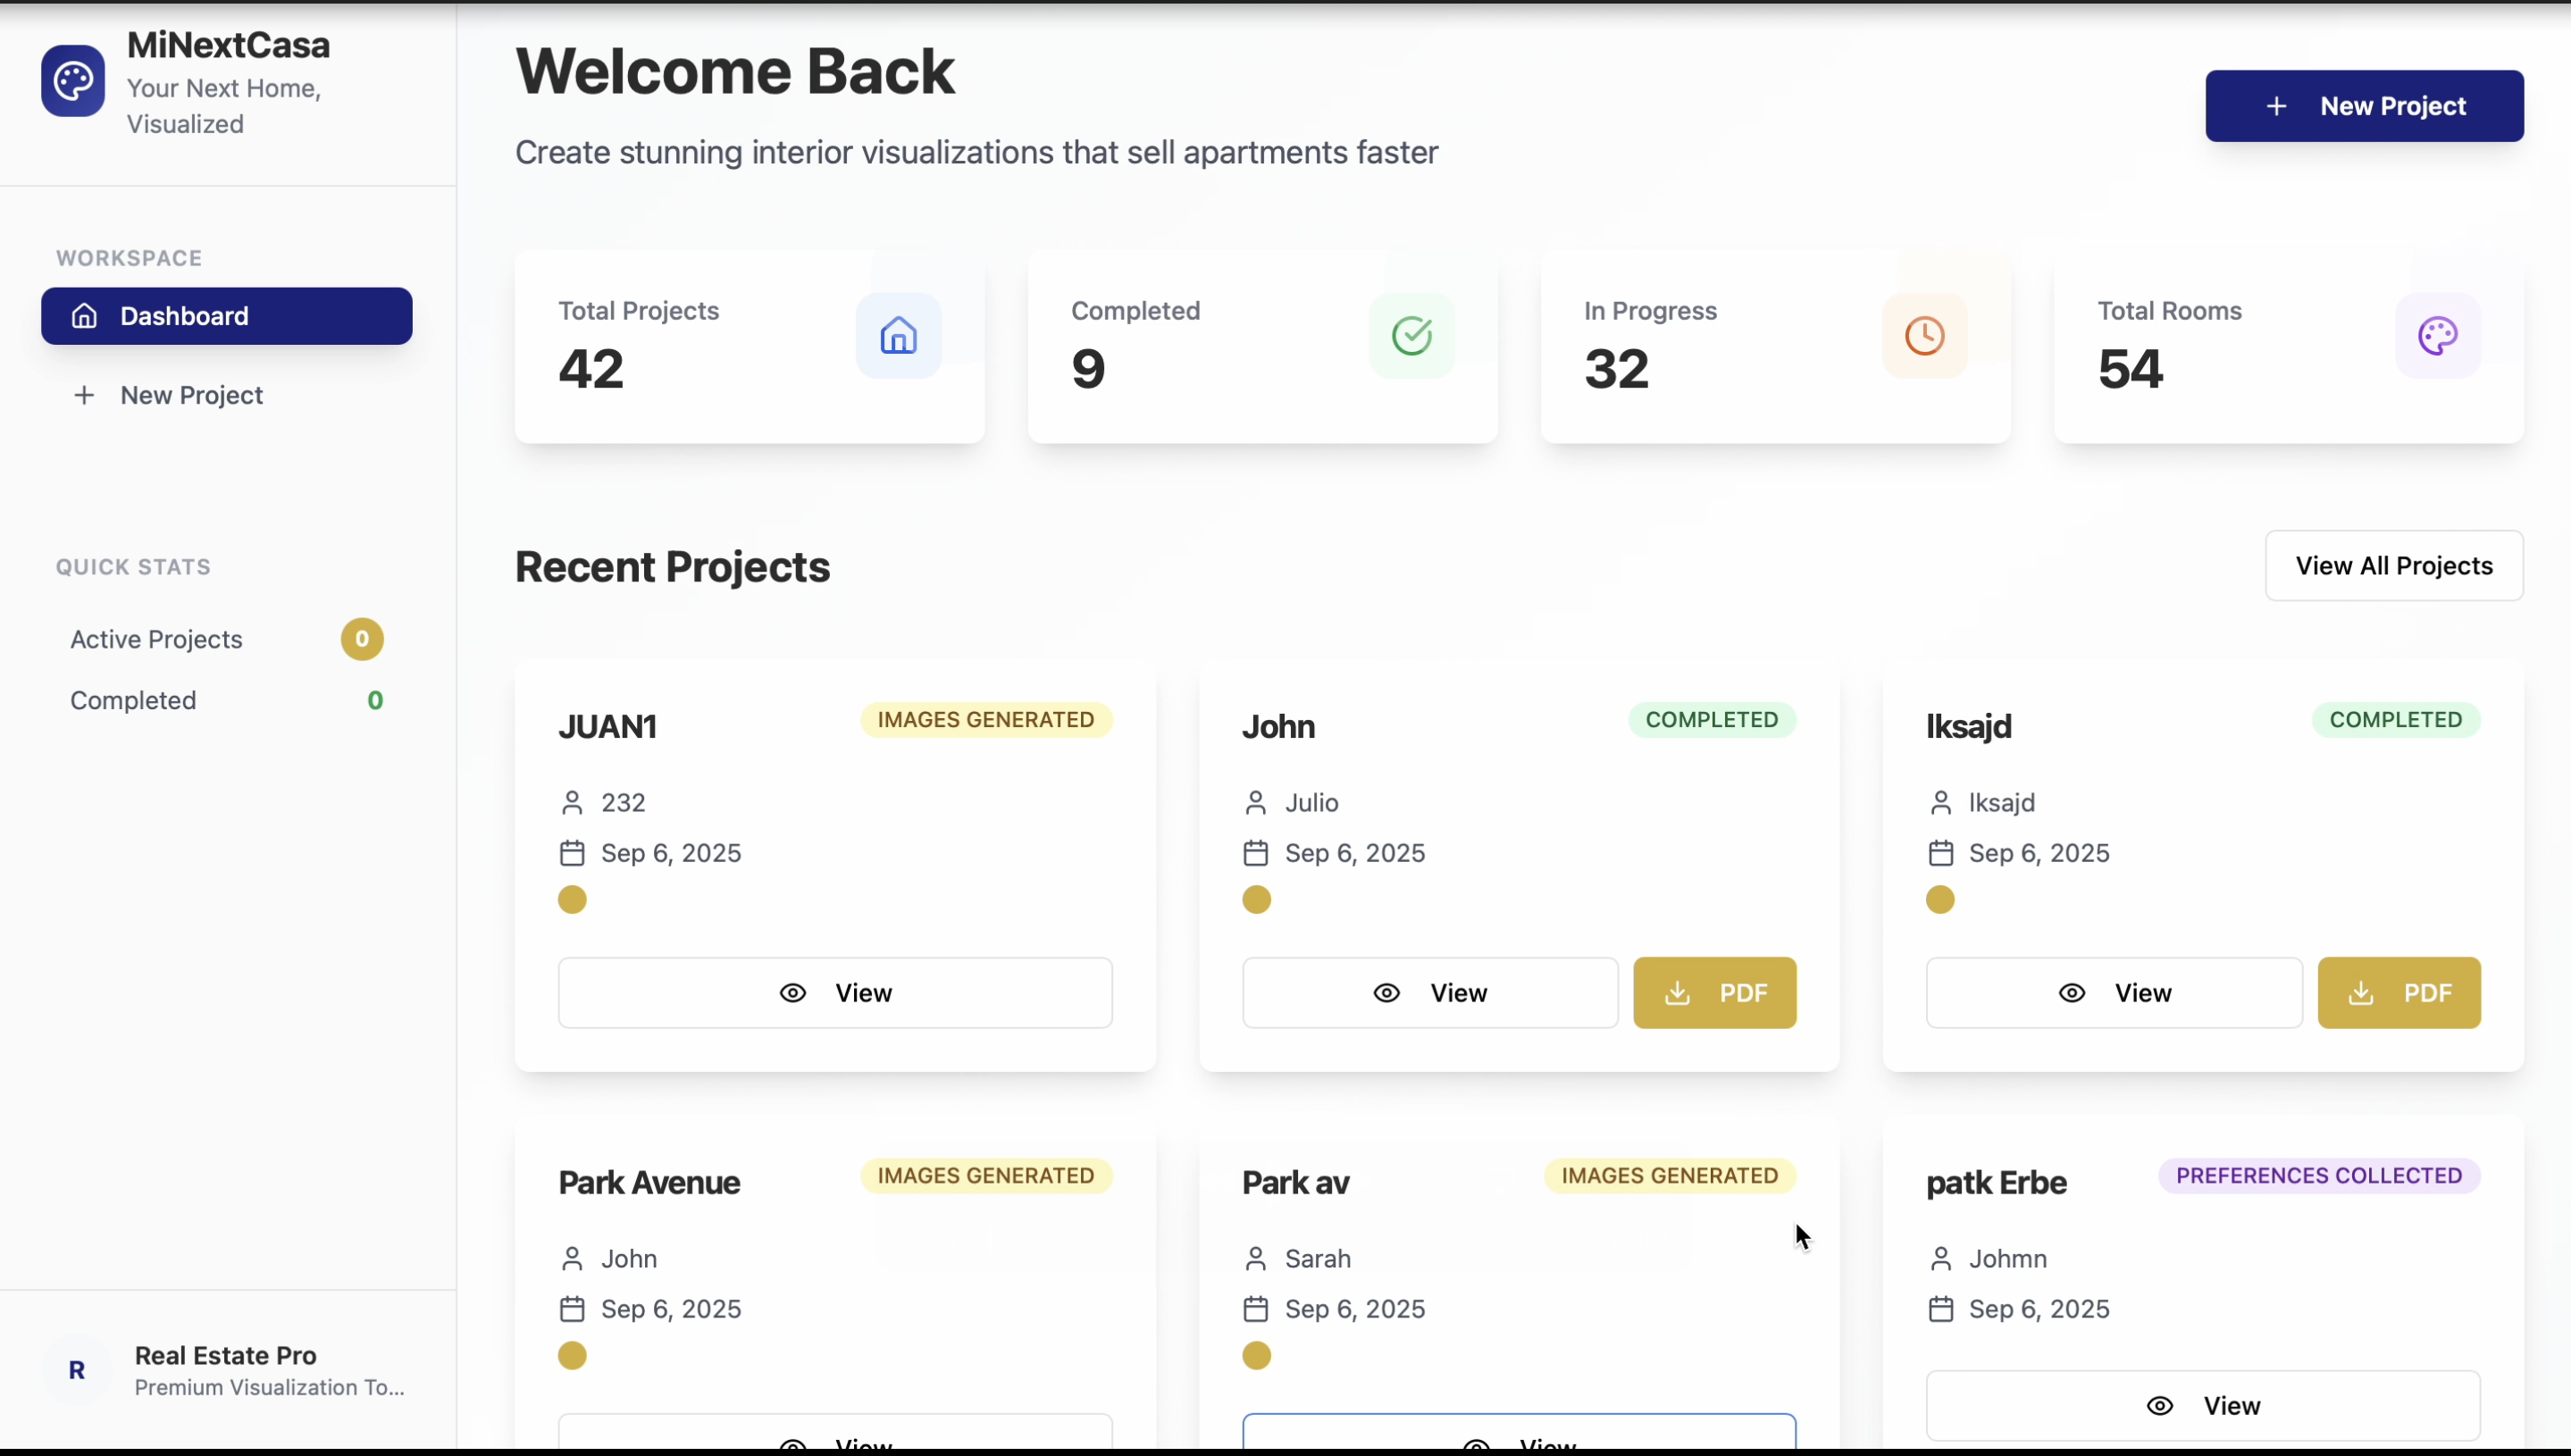 MiNextCasa
Your Next Home,
Visualized
WORKSPACE
Dashboard
New Project
QUICK STATS
Active Projects 0
Completed 0
R
Real Estate Pro
Premium Visualization To...
Welcome Back
Create stunning interior visualizations that sell apartments faster
New Project
Total Projects
42
Completed
9
In Progress
32
Total Rooms
54
Recent Projects
View All Projects
JUAN1
IMAGES GENERATED
232
Sep 6, 2025
View
John
COMPLETED
Julio
Sep 6, 2025
View
PDF
lksajd
COMPLETED
lksajd
Sep 6, 2025
View
PDF
Park Avenue
IMAGES GENERATED
John
Sep 6, 2025
View
Park av
IMAGES GENERATED
Sarah
Sep 6, 2025
View
patk Erbe
PREFERENCES COLLECTED
Johmn
Sep 6, 2025
View